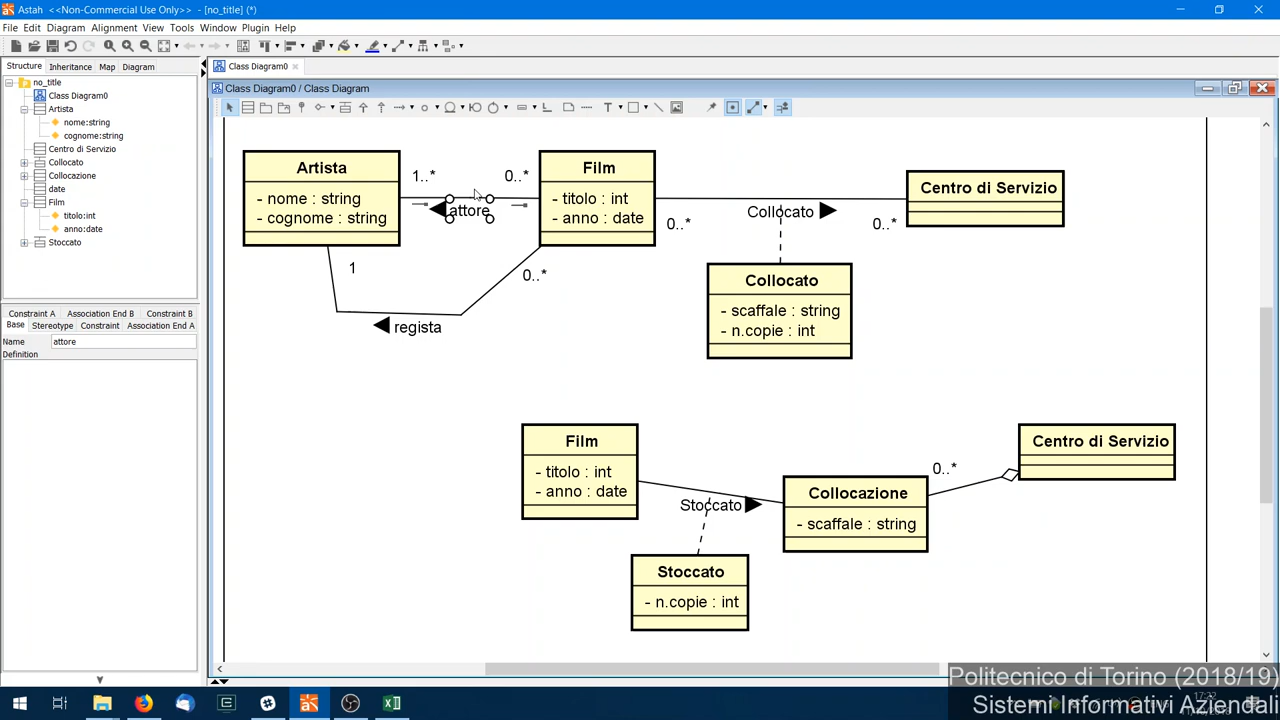 Astah <<Non-Commercial Use Only>> - [no_title] (*)
File Edit Diagram Alignment View Tools Window Plugin Help
Structure Inheritance Map Diagram
Class Diagram0
no_title
Class Diagram0
Artista
nome:string
cognome:string
Centro di Servizio
Collocato
Collocazione
date
Film
titolo:int
anno:date
Stoccato
Constraint A Association End B Constraint B
Base Stereotype Constraint Association End A
Name attore
Definition
Class Diagram0 / Class Diagram
Artista
- nome : string
- cognome : string
1..*
0..*
attore
Film
- titolo : int
- anno : date
0..*
Collocato
0..*
Centro di Servizio
1
0..*
regista
Collocato
- scaffale : string
- n.copie : int
Film
- titolo : int
- anno : date
Stoccato
Collocazione
- scaffale : string
0..*
Centro di Servizio
Stoccato
- n.copie : int
Politecnico di Torino (2018/19)
Sistemi Informativi Aziendali
17:22